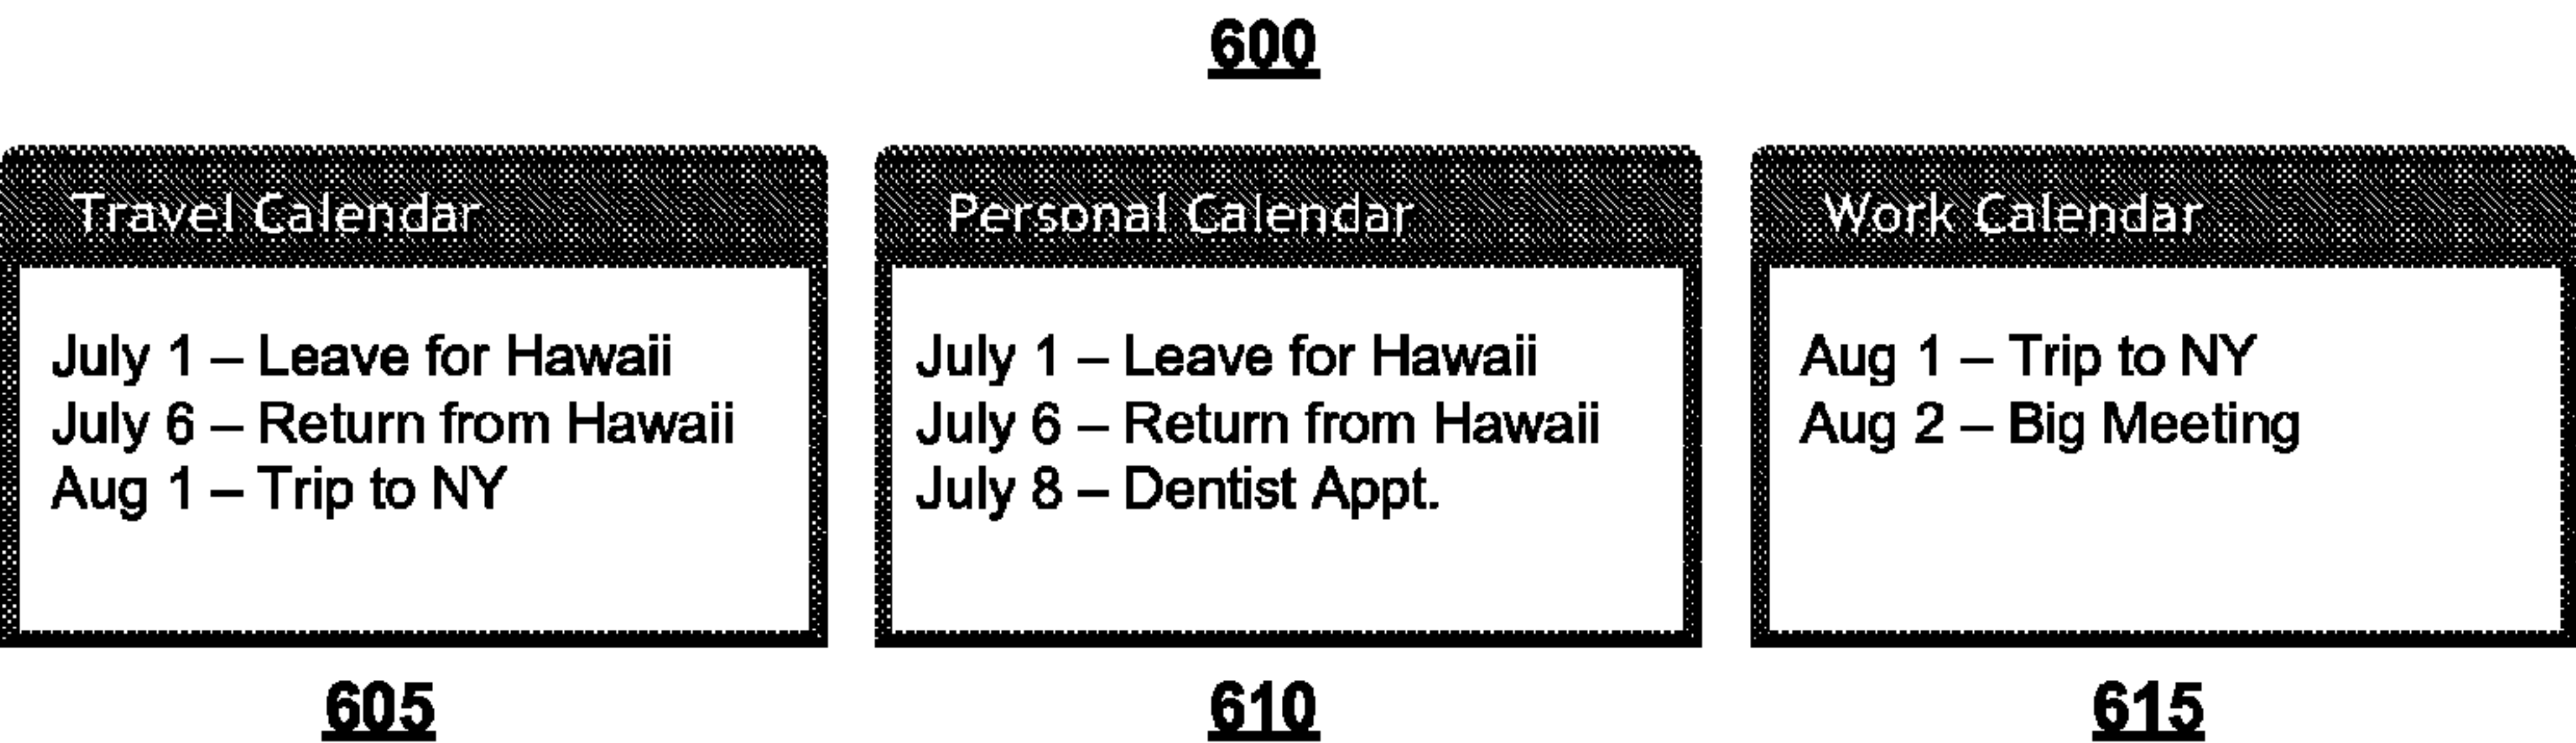 600
Travel Calendar
July 1 – Leave for Hawaii
July 6 – Return from Hawaii
Aug 1 – Trip to NY
605
Personal Calendar
July 1 – Leave for Hawaii
July 6 – Return from Hawaii
July 8 – Dentist Appt.
610
Work Calendar
Aug 1 – Trip to NY
Aug 2 – Big Meeting
615